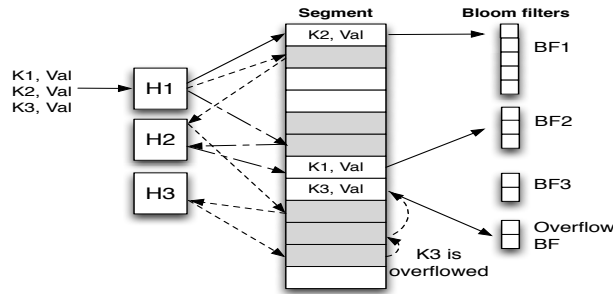 Segment
Bloom filters
K2, Val
BF1
K1, Val
K2, Val
K3, Val
H1
H2
BF2
K1, Val
H3
K3, Val
BF3
Overflow
BF
K3 is
overflowed